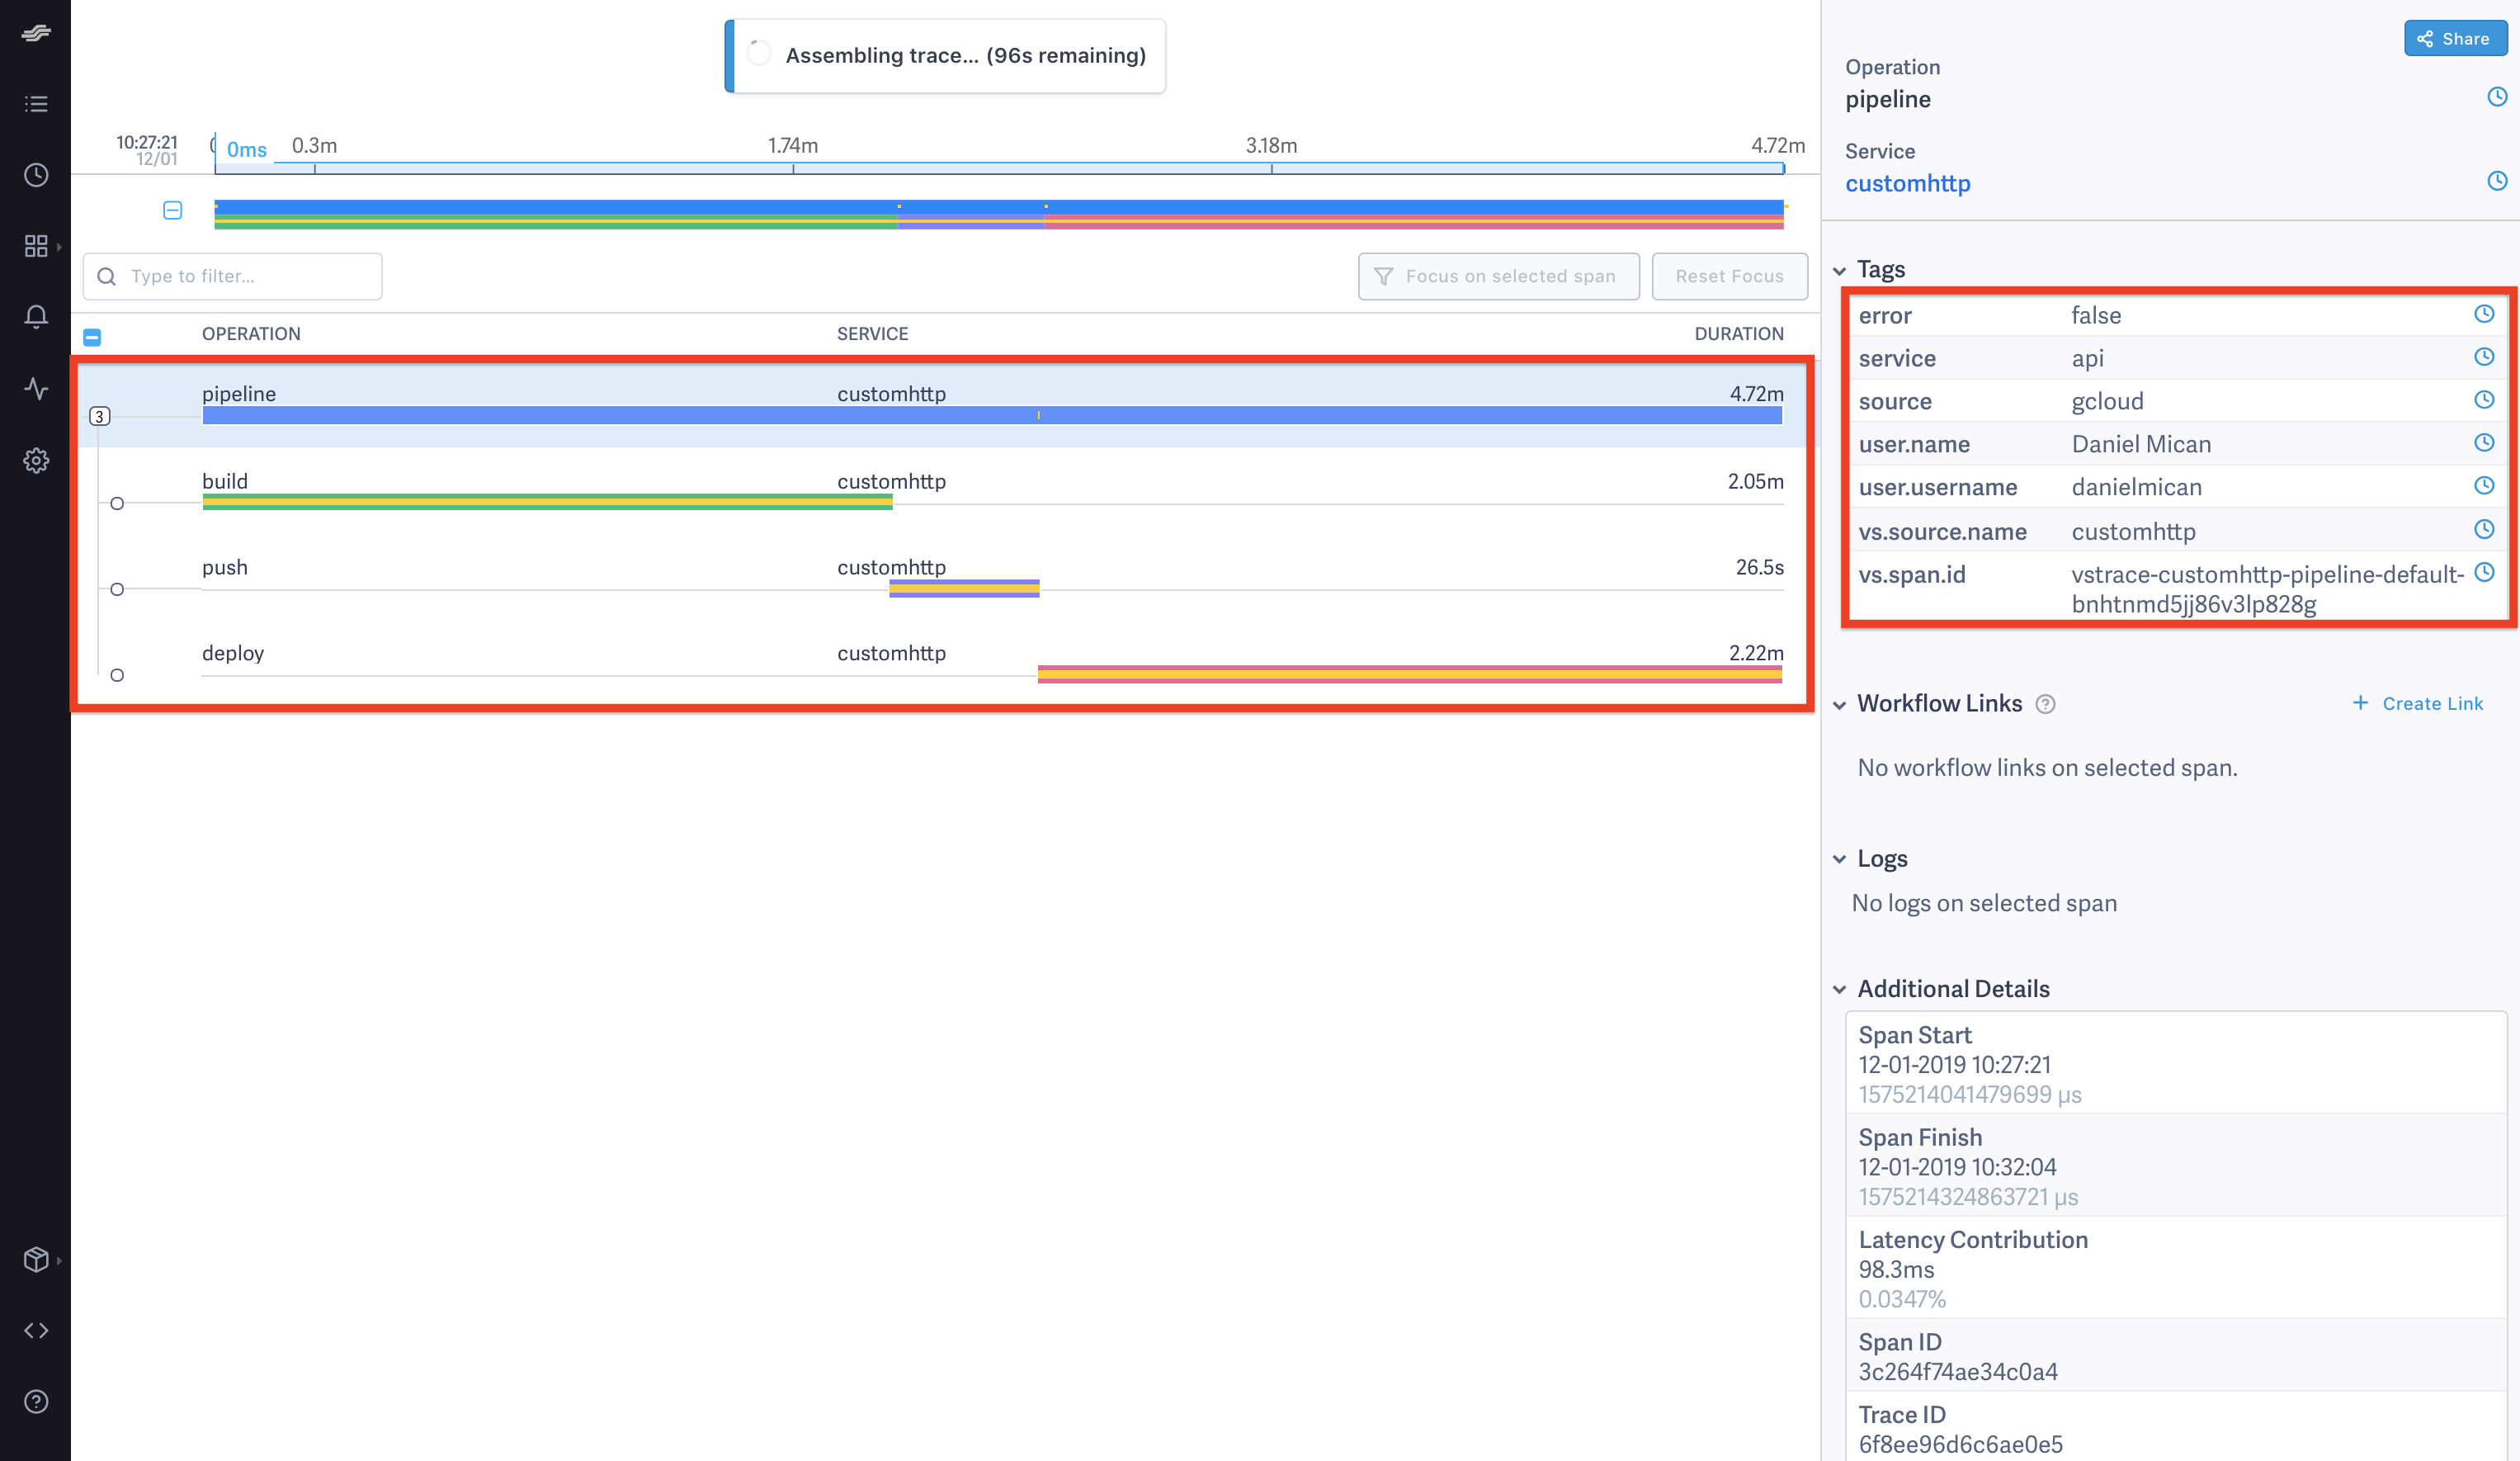 Assembling trace... (96s remaining)
10:27:21
12/01
0ms
0.3m
1.74m
3.18m
4.72m
Type to filter...
Focus on selected span
Reset Focus
OPERATION SERVICE DURATION
pipeline customhttp 4.72m
3
build customhttp 2.05m
push customhttp 26.5s
deploy customhttp 2.22m
Share
Operation
pipeline
Service
customhttp
Tags
error false
service api
source gcloud
user.name Daniel Mican
user.username danielmican
vs.source.name customhttp
vs.span.id vstrace-customhttp-pipeline-default-
bnhtnmd5jj86v3lp828g
Workflow Links ?
+ Create Link
No workflow links on selected span.
Logs
No logs on selected span
Additional Details
Span Start
12-01-2019 10:27:21
1575214041479699 µs
Span Finish
12-01-2019 10:32:04
1575214324863721 µs
Latency Contribution
98.3ms
0.0347%
Span ID
3c264f74ae34c0a4
Trace ID
6f8ee96d6c6ae0e5